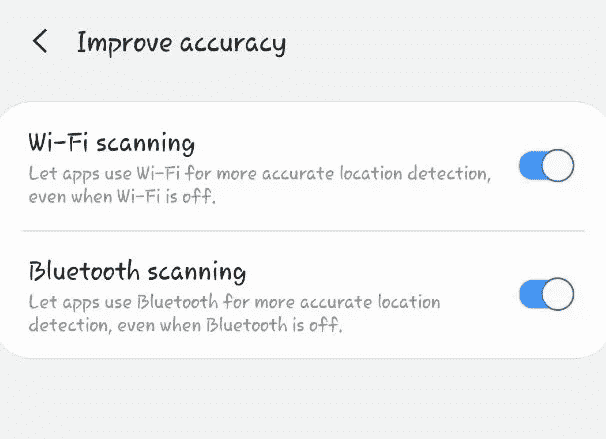 Improve accuracy
Wi-Fi scanning
Let apps use Wi-Fi for more accurate location detection,
even when Wi-Fi is off.
Bluetooth scanning
Let apps use Bluetooth for more accurate location
detection, even when Bluetooth is off.